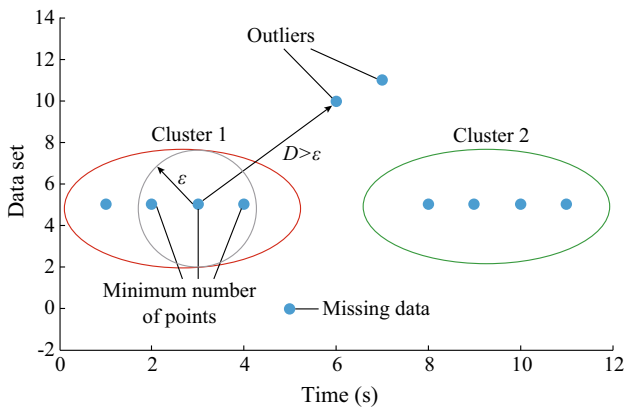 14
12
10
8
6
4
2
0
-2
Data set
Outliers
Cluster 1
D>ε
ε
Cluster 2
Minimum number
of points
Missing data
0 2 4 6 8 10 12
Time (s)